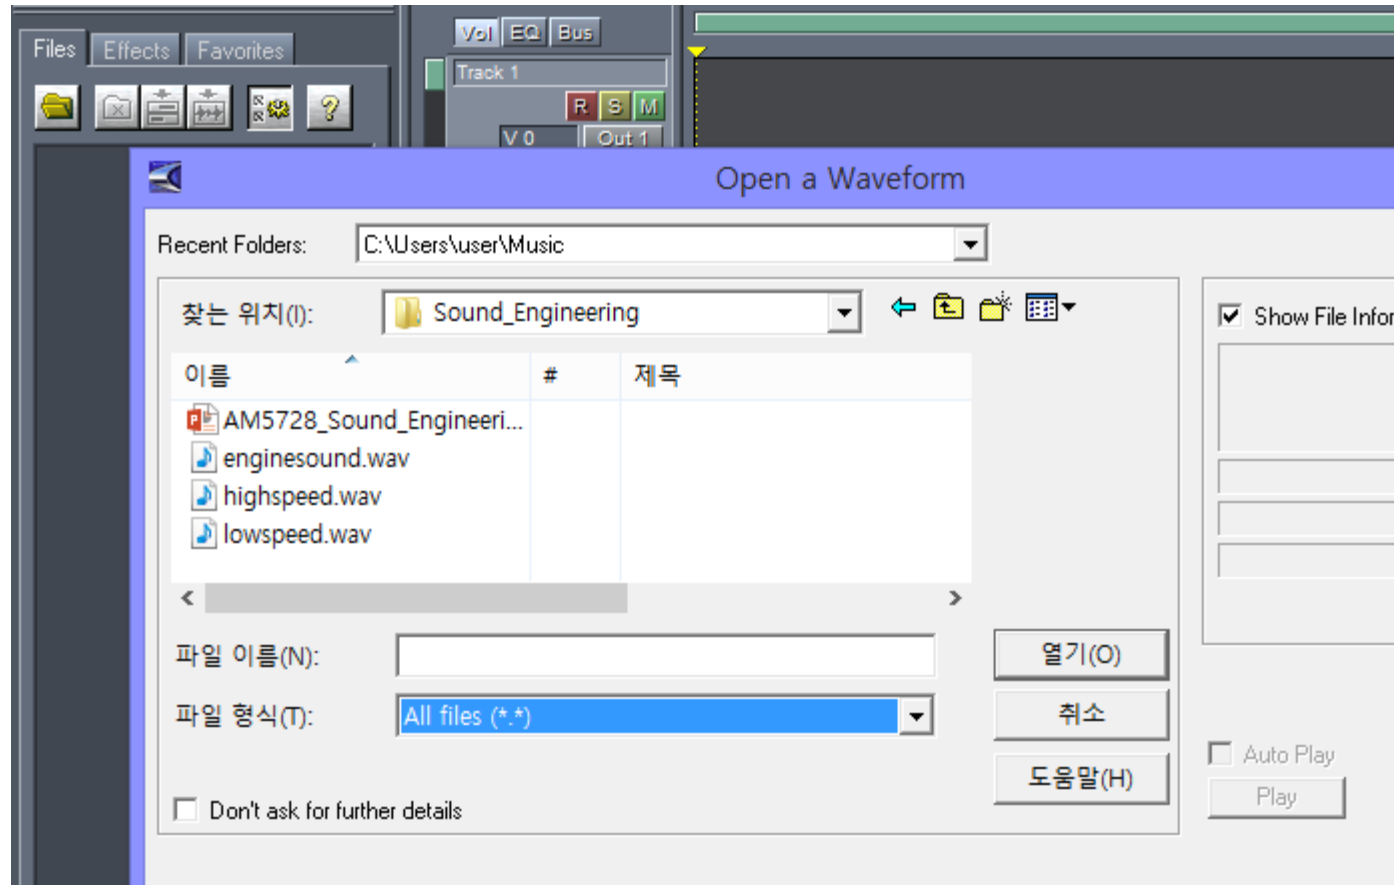 Files Effects Favorites
Vol EQ Bus
Track 1
R S M
V 0 Out 1
Open a Waveform
Recent Folders: C:\Users\user\Music
찾는 위치(I): Sound_Engineering
Show File Infor
이름 # 제목
AM5728_Sound_Engineeri...
enginesound.wav
highspeed.wav
lowspeed.wav
파일 이름(N): 열기(O)
파일 형식(T): All files (*.*) 취소
Auto Play
도움말(H)
Play
Don't ask for further details